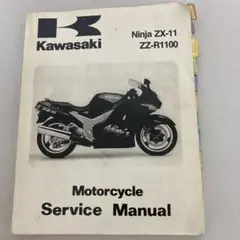 Kawasaki
Ninja ZX-11
ZZ-R1100
Motorcycle
Service Manual